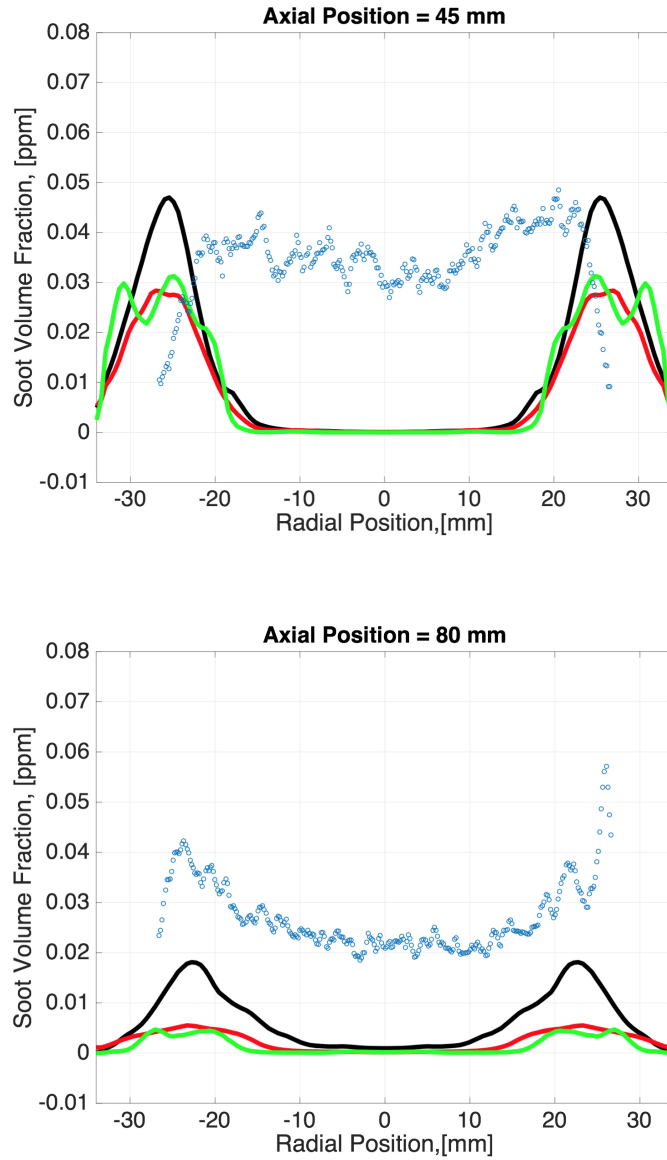 Axial Position = 45 mm
0.08
0.07
0.06
0.05
0.04
0.03
0.02
0.01
0
-0.01
Soot Volume Fraction, [ppm]
-30 -20 -10 0 10 20 30
Radial Position,[mm]
Axial Position = 80 mm
0.08
0.07
0.06
0.05
0.04
0.03
0.02
0.01
0
-0.01
Soot Volume Fraction, [ppm]
-30 -20 -10 0 10 20 30
Radial Position,[mm]